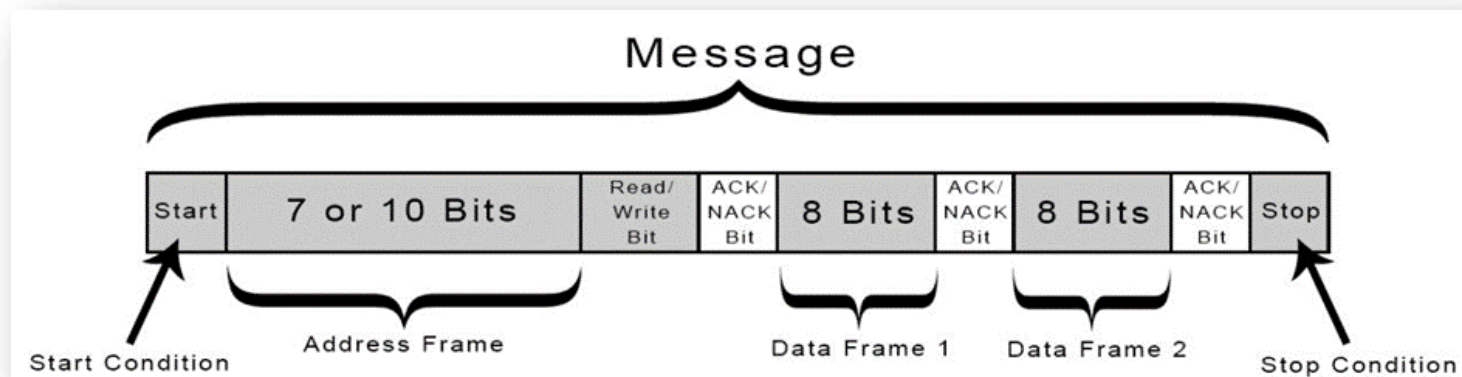 Message
Start
7 or 10 Bits
Read/
Write
Bit
ACK/
NACK
Bit
8 Bits
ACK/
NACK
Bit
8 Bits
ACK/
NACK
Bit
Stop
Start Condition
Address Frame
Data Frame 1
Data Frame 2
Stop Condition